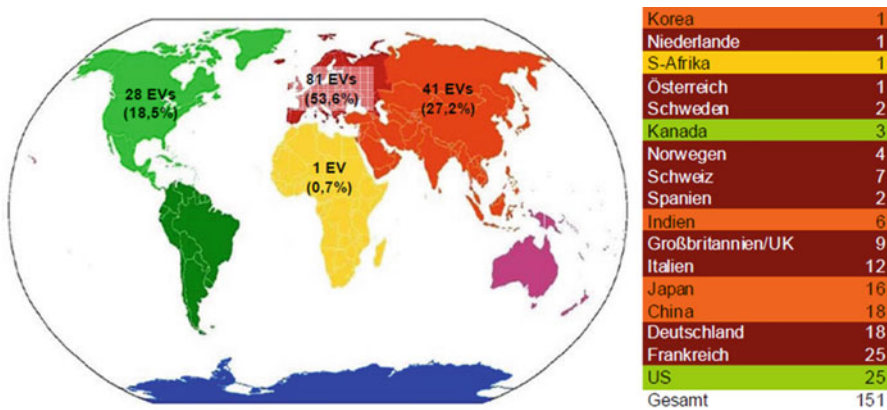 28 EVs
(18,5%)
81 EVs
(53,6%)
41 EVs
(27,2%)
1 EV
(0,7%)
Korea 1
Niederlande 1
S-Afrika 1
Österreich 1
Schweden 2
Kanada 3
Norwegen 4
Schweiz 7
Spanien 2
Indien 6
Großbritannien/UK 9
Italien 12
Japan 16
China 18
Deutschland 18
Frankreich 25
US 25
Gesamt 151